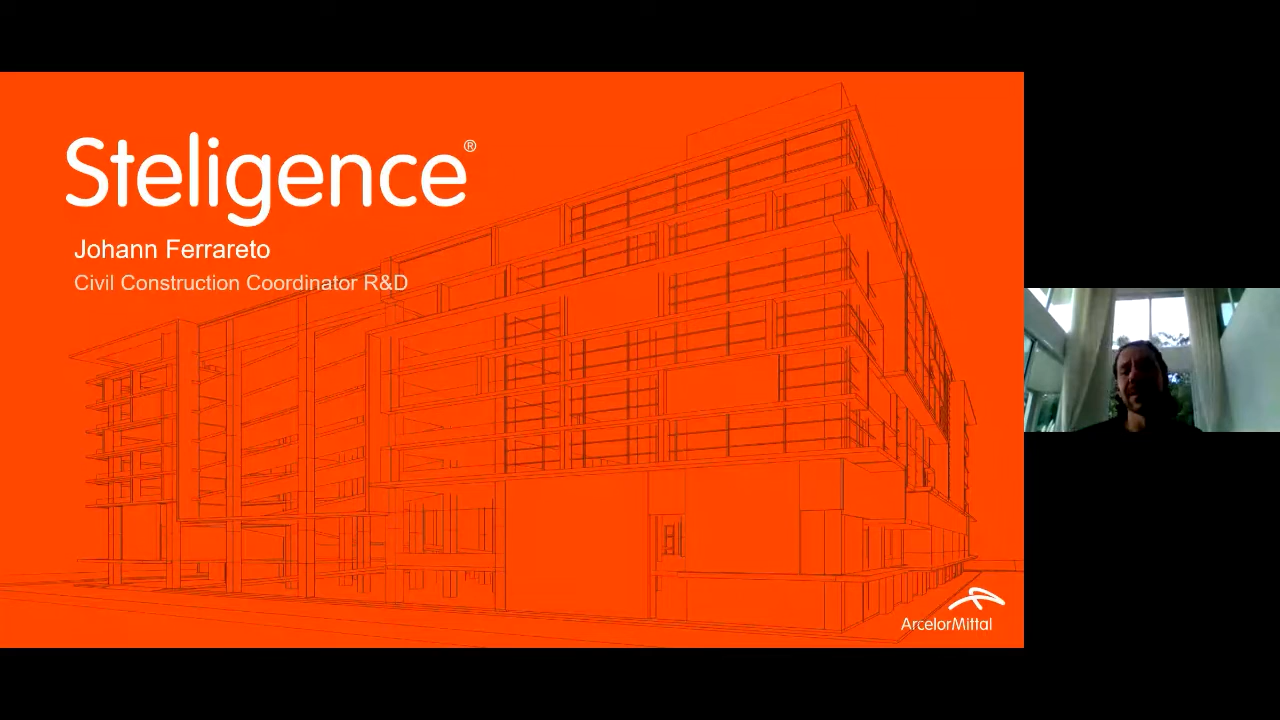 Steligence®
Johann Ferrareto
Civil Construction Coordinator R&D
ArcelorMittal